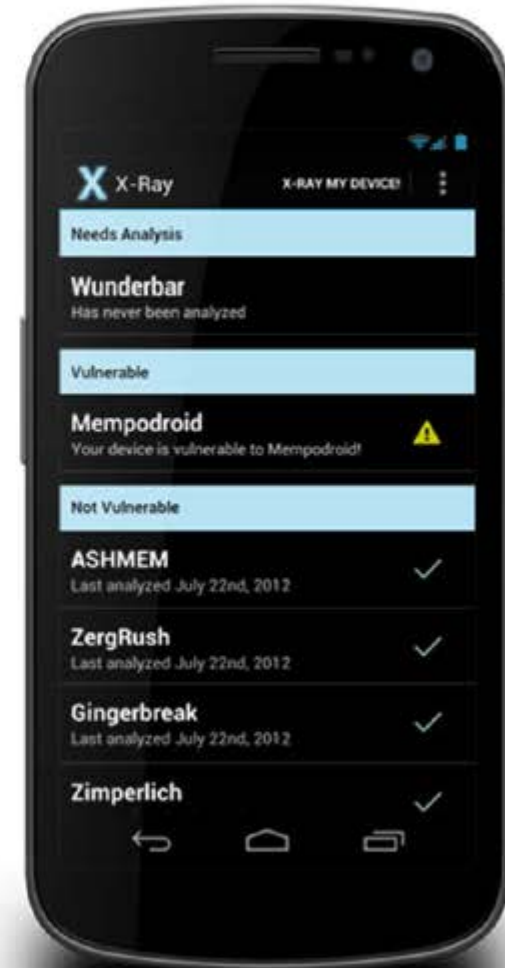 X X-Ray X-RAY MY DEVICE!
Needs Analysis
Wunderbar
Has never been analyzed
Vulnerable
Mempodroid
Your device is vulnerable to Mempodroid!
Not Vulnerable
ASHMEM
Last analyzed July 22nd, 2012
ZergRush
Last analyzed July 22nd, 2012
Gingerbreak
Last analyzed July 22nd, 2012
Zimperlich